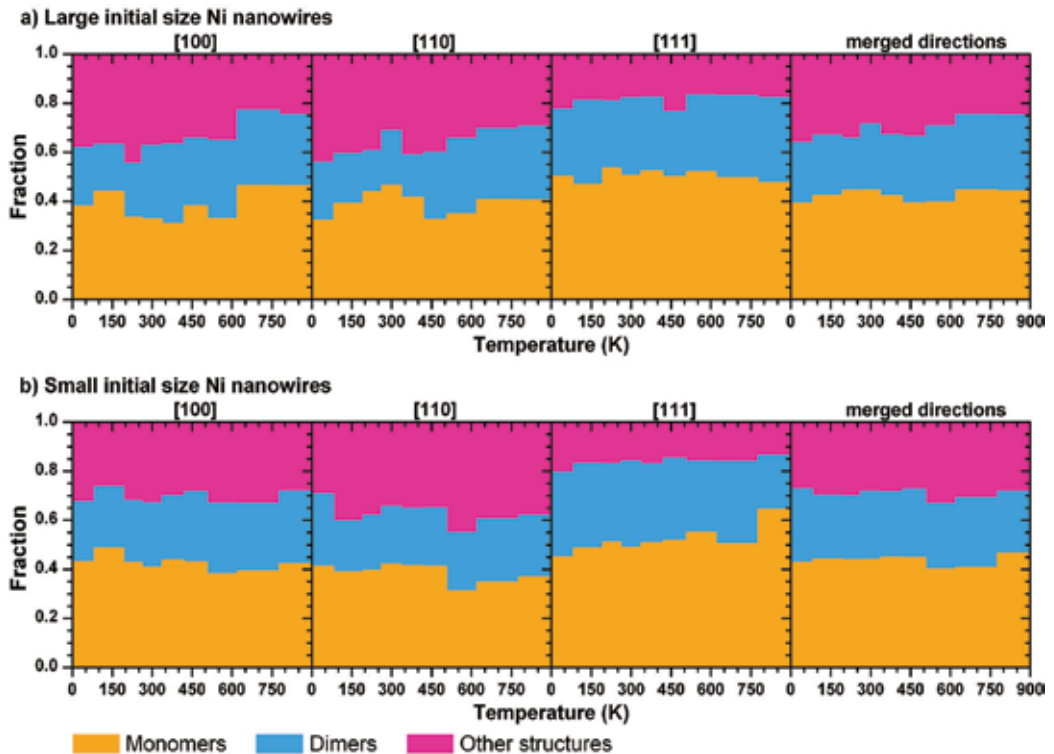 a) Large initial size Ni nanowires
[100] [110] [111] merged directions
1.0
0.8
0.6
0.4
0.2
0.0
Fraction
0 150 300 450 600 750 0 150 300 450 600 750 0 150 300 450 600 750 0 150 300 450 600 750 900
Temperature (K) Temperature (K)
b) Small initial size Ni nanowires
[100] [110] [111] merged directions
1.0
0.8
0.6
0.4
0.2
0.0
Fraction
0 150 300 450 600 750 0 150 300 450 600 750 0 150 300 450 600 750 0 150 300 450 600 750 900
Temperature (K) Temperature (K)
Monomers Dimers Other structures